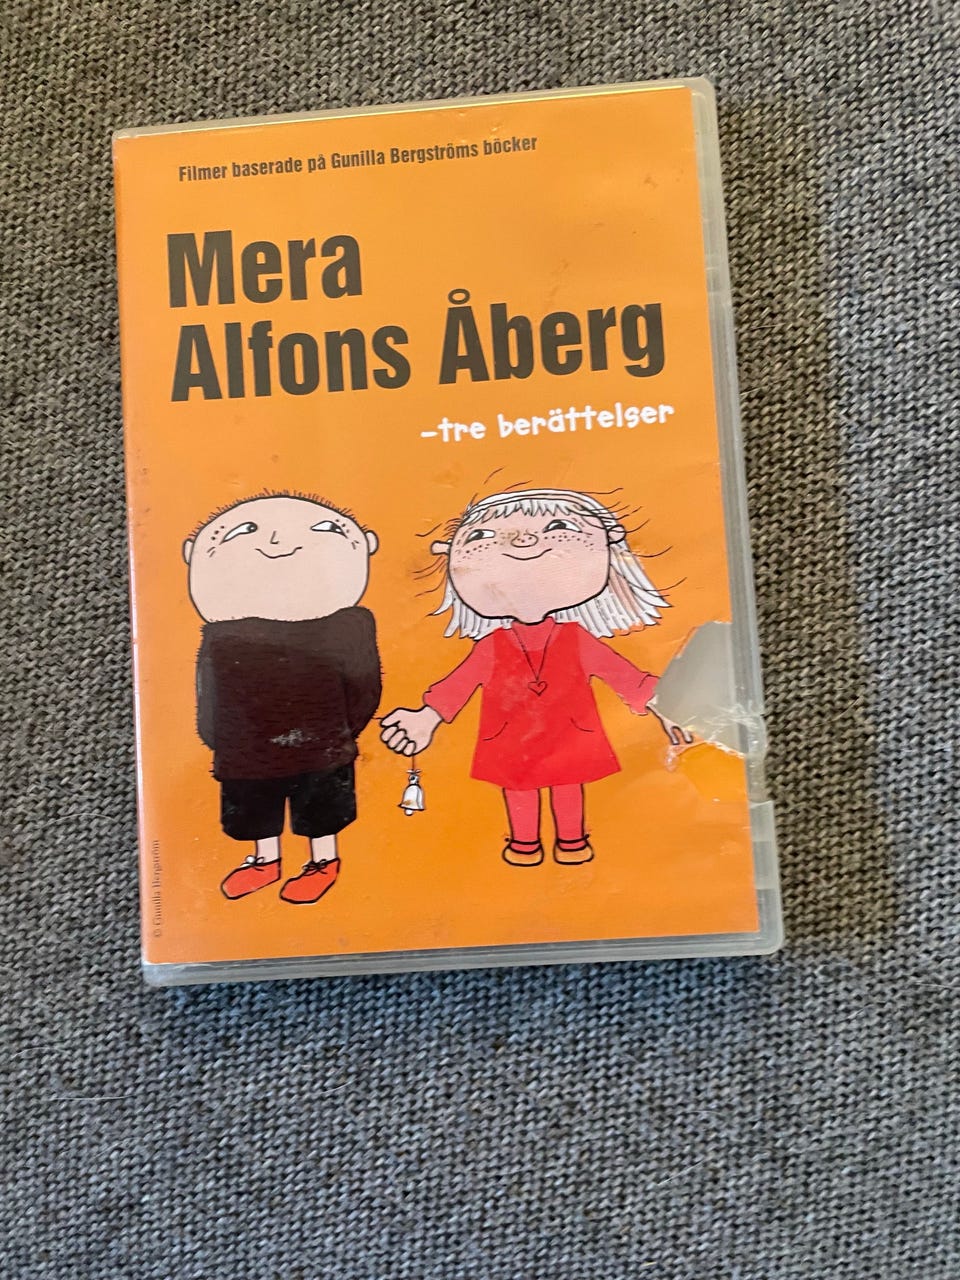 Filmer baserade på Gunilla Bergströms böcker
Mera
Alfons Åberg
-tre berättelser
© Gunilla Bergström